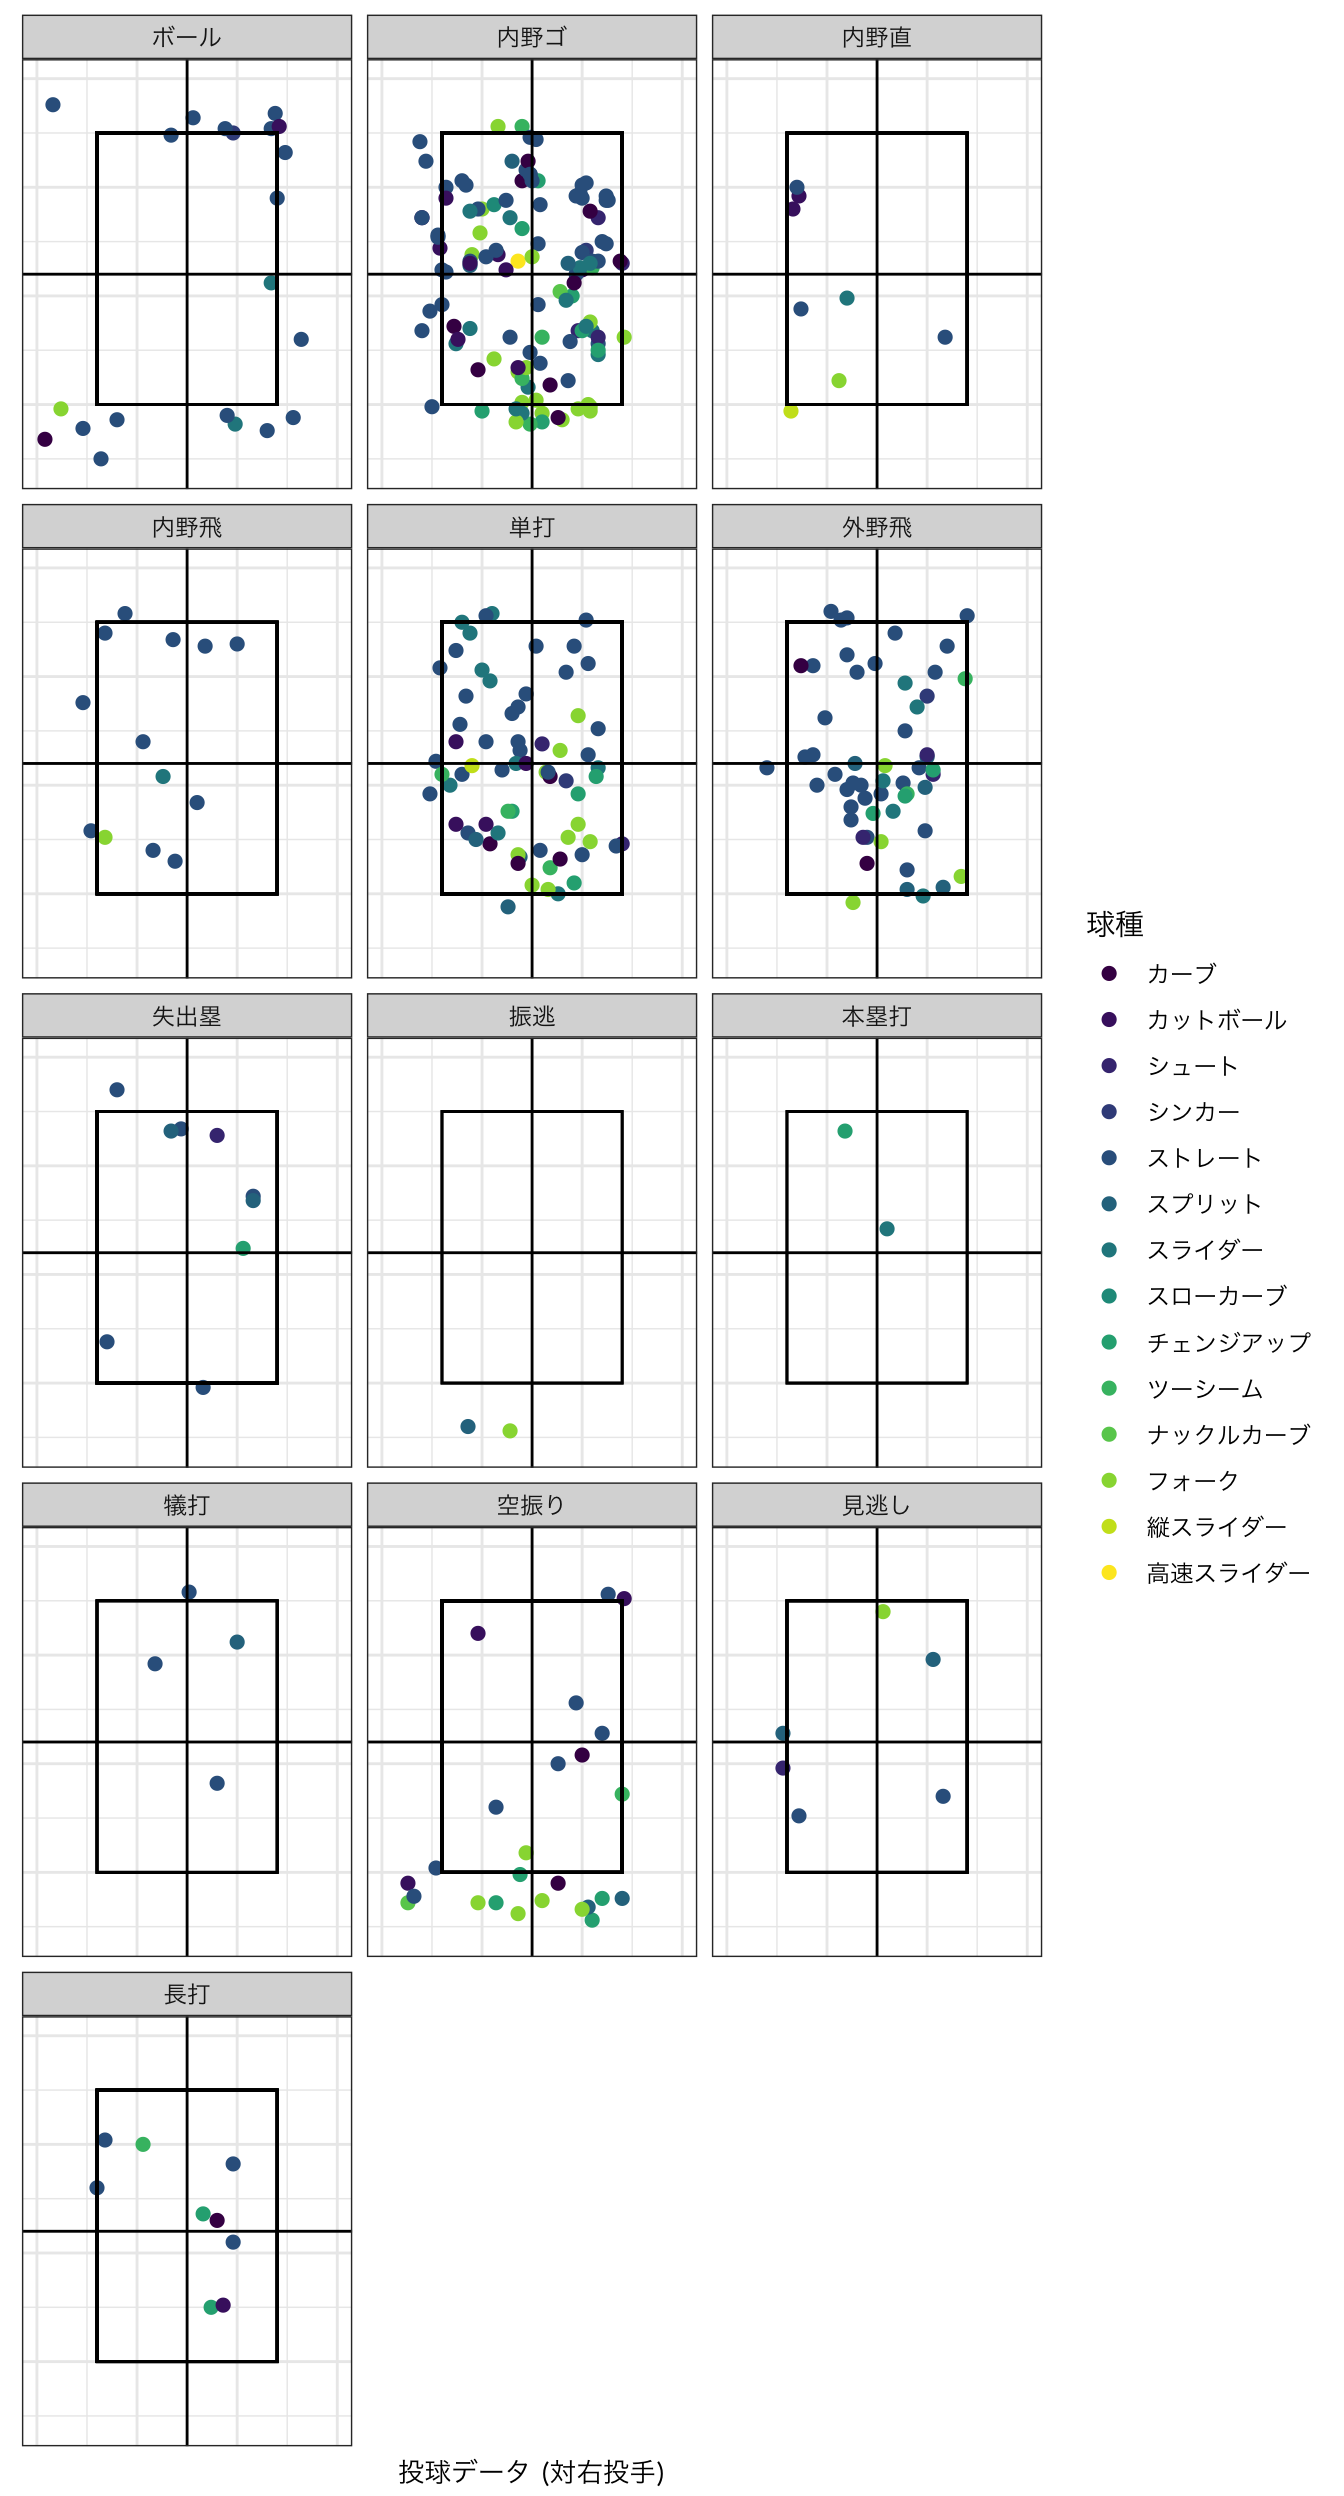 ボール
内野ゴ
内野直
内野飛
単打
外野飛
失出塁
振逃
本塁打
犠打
空振り
見逃し
長打
球種
カーブ
カットボール
シュート
シンカー
ストレート
スプリット
スライダー
スローカーブ
チェンジアップ
ツーシーム
ナックルカーブ
フォーク
縦スライダー
高速スライダー
投球データ (対右投手)